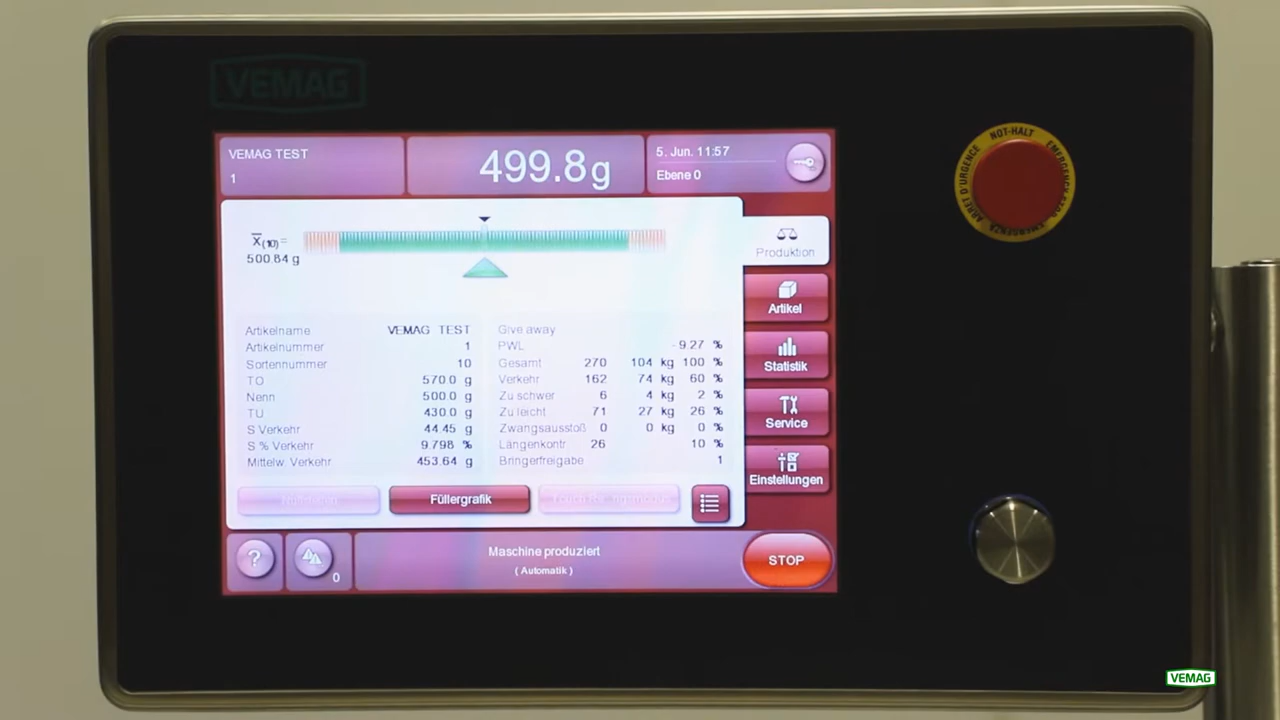 VEMAG
VEMAG TEST
1
499.8g
5. Jun. 11:57
Ebene 0
X(10)=
500.84 g
Produktion
Artikel
Statistik
Service
Einstellungen
Artikelname VEMAG TEST
Artikelnummer 1
Sortennummer 10
TO 570.0 g
Nenn 500.0 g
TU 430.0 g
S Verkehr 44.45 g
S % Verkehr 9.798 %
Mittelw. Verkehr 453.64 g
Give away
PWL -9.27 %
Gesamt 270 104 kg 100 %
Verkehr 162 74 kg 60 %
Zu schwer 6 4 kg 2 %
Zu leicht 71 27 kg 26 %
Zwangsausstoß 0 0 kg 0 %
Längenkontr 26 10 %
Bringerfreigabe 1
Füllergrafik
?
0
Maschine produziert
( Automatik )
STOP
NOT-HALT
EMERGENCY STOP
ARRET D'URGENCE
VEMAG